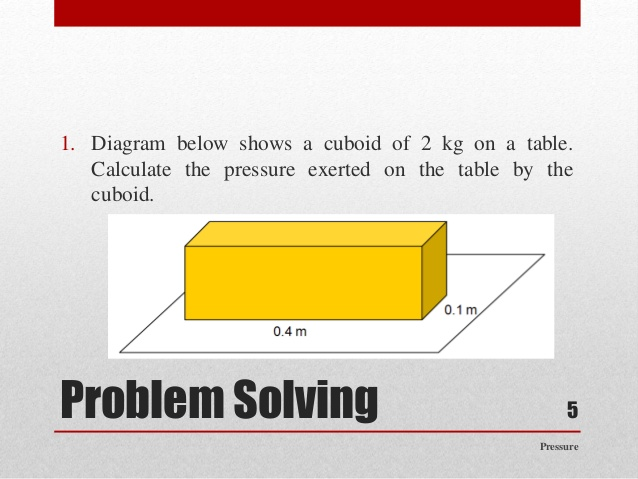 1. Diagram below shows a cuboid of 2 kg on a table.
Calculate the pressure exerted on the table by the
cuboid.
0.1 m
0.4 m
Problem Solving
5
Pressure